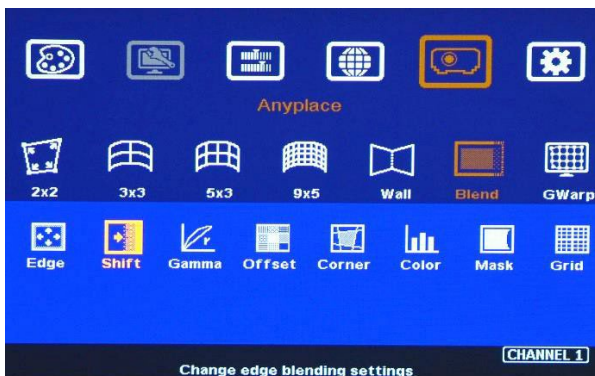 Anyplace
2x2 3x3 5x3 9x5 Wall Blend GWarp
Edge Shift Gamma Offset Corner Color Mask Grid
CHANNEL 1
Change edge blending settings